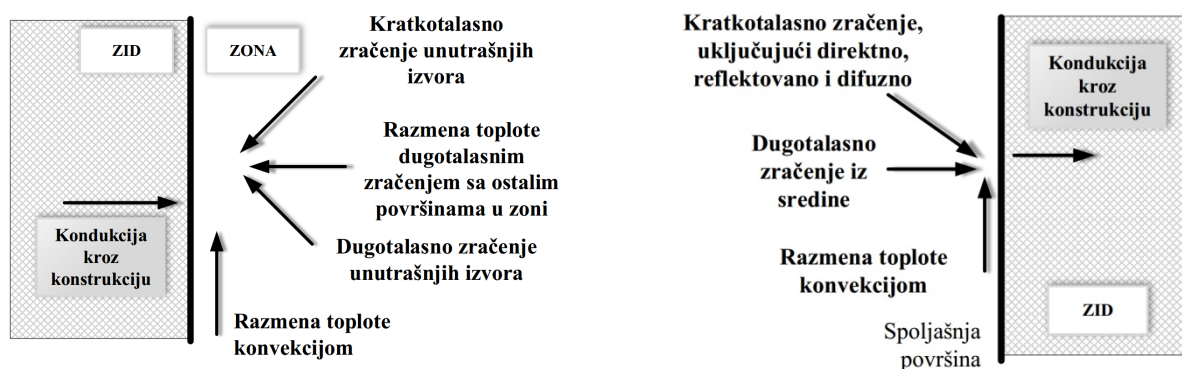 ZID
ZONA
Kratkotalasno
zračenje unutrašnjih
izvora
Razmena toplote
dugotalasnim
zračenjem sa ostalim
površinama u zoni
Dugotalasno zračenje
unutrašnjih izvora
Kondukcija
kroz
konstrukciju
Razmena toplote
konvekcijom
Kratkotalasno zračenje,
uključujući direktno,
reflektovano i difuzno
Kondukcija
kroz
konstrukciju
Dugotalasno
zračenje iz
sredine
Razmena toplote
konvekcijom
ZID
Spoljašnja
površina